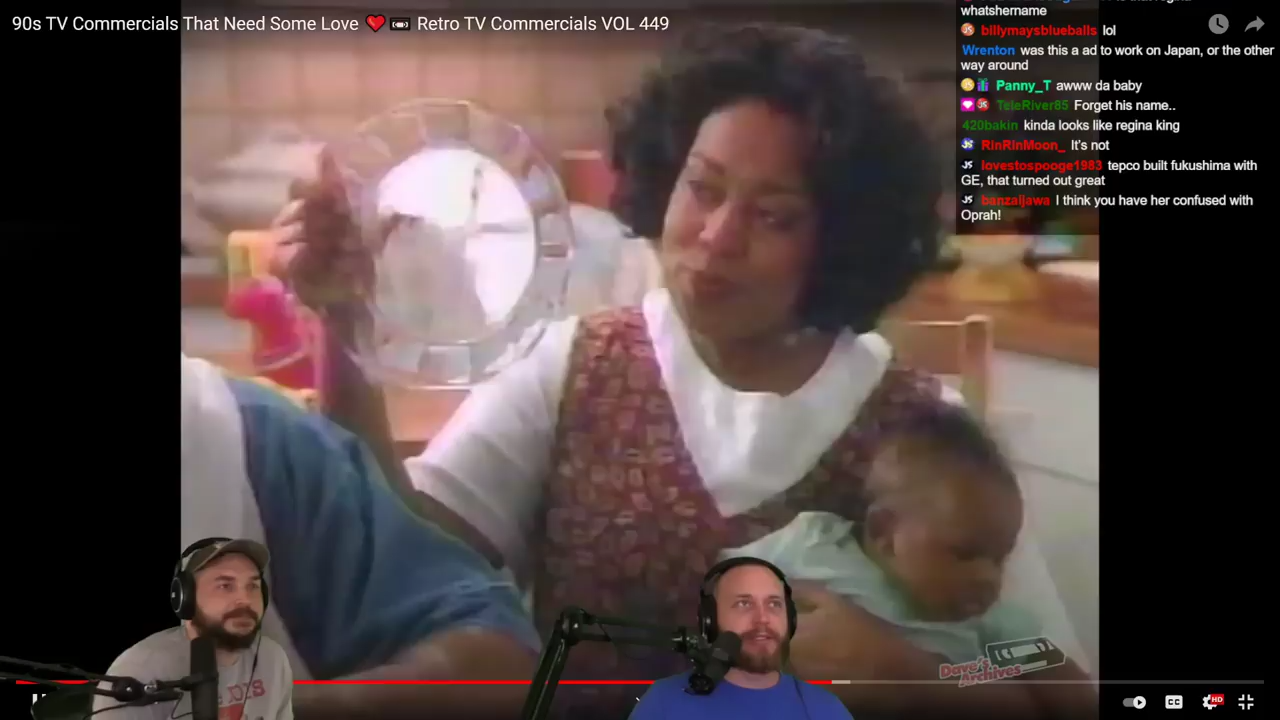 90s TV Commercials That Need Some Love ❤️📼 Retro TV Commercials VOL 449
whatshername
billymaysblueballs lol
Wrenton was this a ad to work on Japan, or the other
way around
Panny_T awww da baby
TeleRiver85 Forget his name..
420bakin kinda looks like regina king
RinRinMoon_ It's not
lovestospooge1983 tepco built fukushima with
GE, that turned out great
banzaijawa I think you have her confused with
Oprah!
Dave's
Archives
CC
HD